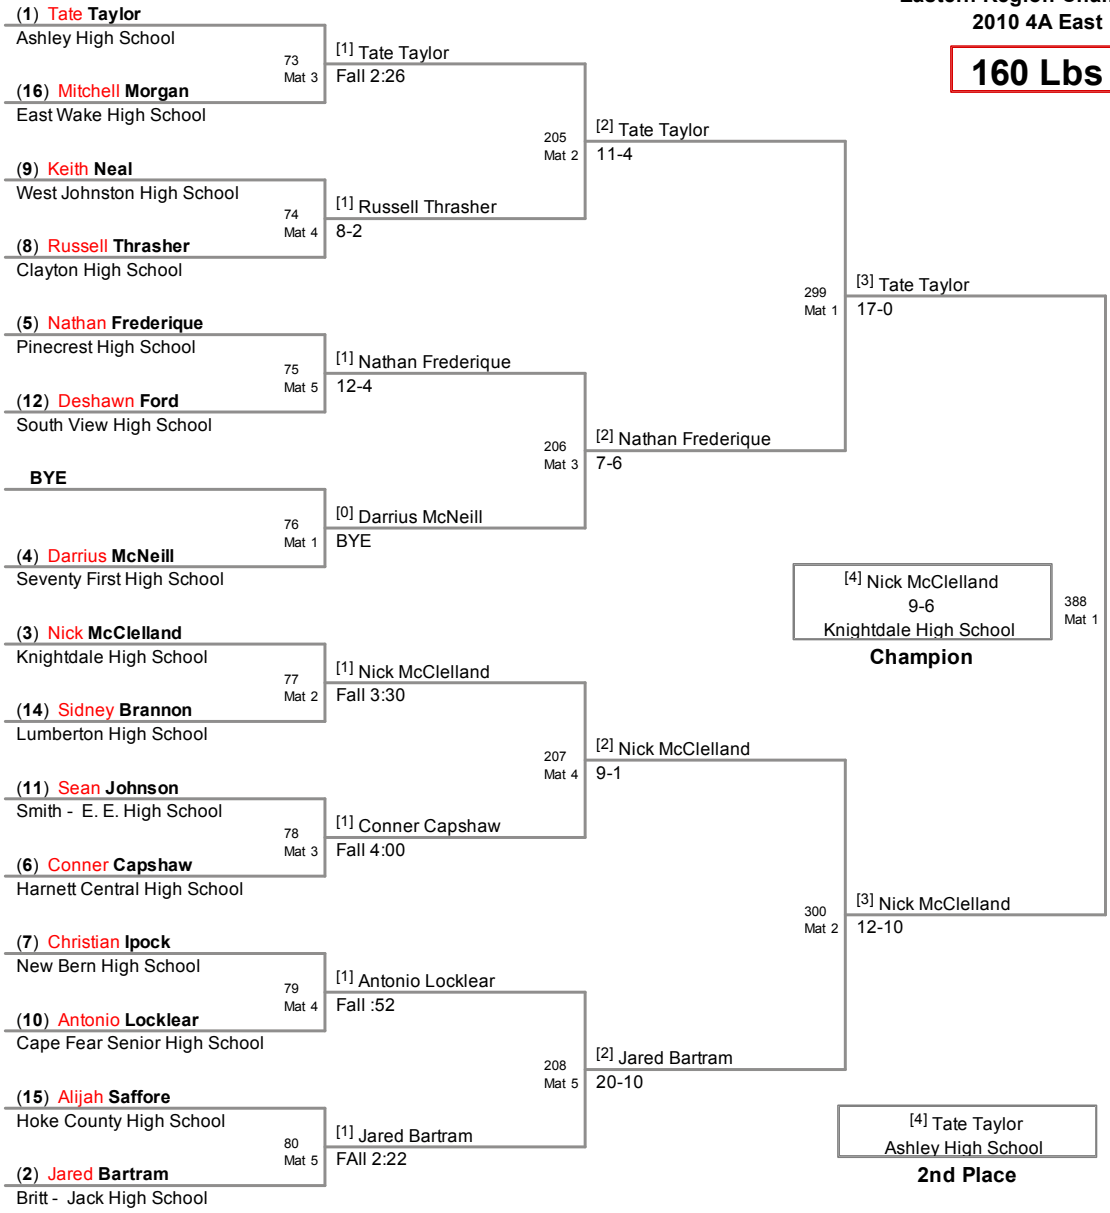 2010 4A East
160 Lbs
(1) Tate Taylor
Ashley High School
73
Mat 3
(16) Mitchell Morgan
East Wake High School
[1] Tate Taylor
Fall 2:26
205
Mat 2
(9) Keith Neal
West Johnston High School
74
Mat 4
(8) Russell Thrasher
Clayton High School
[1] Russell Thrasher
8-2
[2] Tate Taylor
11-4
299
Mat 1
(5) Nathan Frederique
Pinecrest High School
75
Mat 5
(12) Deshawn Ford
South View High School
[1] Nathan Frederique
12-4
206
Mat 3
BYE
76
Mat 1
(4) Darrius McNeill
Seventy First High School
[0] Darrius McNeill
BYE
[2] Nathan Frederique
7-6
[3] Tate Taylor
17-0
[4] Nick McClelland
9-6
Knightdale High School
Champion
388
Mat 1
(3) Nick McClelland
Knightdale High School
77
Mat 2
(14) Sidney Brannon
Lumberton High School
[1] Nick McClelland
Fall 3:30
207
Mat 4
(11) Sean Johnson
Smith - E. E. High School
78
Mat 3
(6) Conner Capshaw
Harnett Central High School
[1] Conner Capshaw
Fall 4:00
[2] Nick McClelland
9-1
300
Mat 2
(7) Christian Ipock
New Bern High School
79
Mat 4
(10) Antonio Locklear
Cape Fear Senior High School
[1] Antonio Locklear
Fall :52
208
Mat 5
(15) Alijah Saffore
Hoke County High School
80
Mat 5
(2) Jared Bartram
Britt - Jack High School
[1] Jared Bartram
FAll 2:22
[2] Jared Bartram
20-10
[3] Nick McClelland
12-10
[4] Tate Taylor
Ashley High School
2nd Place